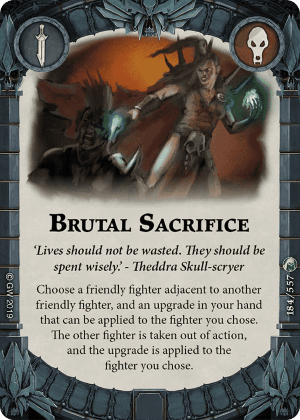 BRUTAL SACRIFICE
'Lives should not be wasted. They should be
spent wisely.' - Theddra Skull-scryer
Choose a friendly fighter adjacent to another
friendly fighter, and an upgrade in your hand
that can be applied to the fighter you chose.
The other fighter is taken out of action,
and the upgrade is applied to the
fighter you chose.
© GW 2019
184/557